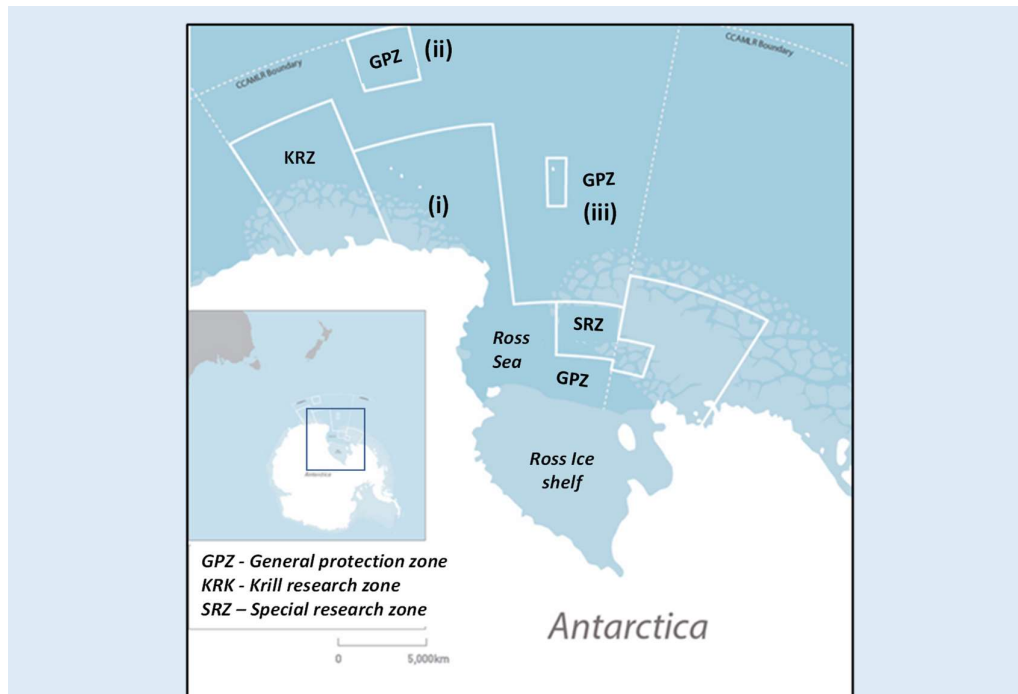 CCAMLR Boundary
GPZ (ii)
CCAMLR Boundary
KRZ
(i)
GPZ
(iii)
SRZ
Ross
Sea
GPZ
Ross Ice
shelf
Antarctica
GPZ - General protection zone
KRK - Krill research zone
SRZ – Special research zone
0 5,000km
Antarctica